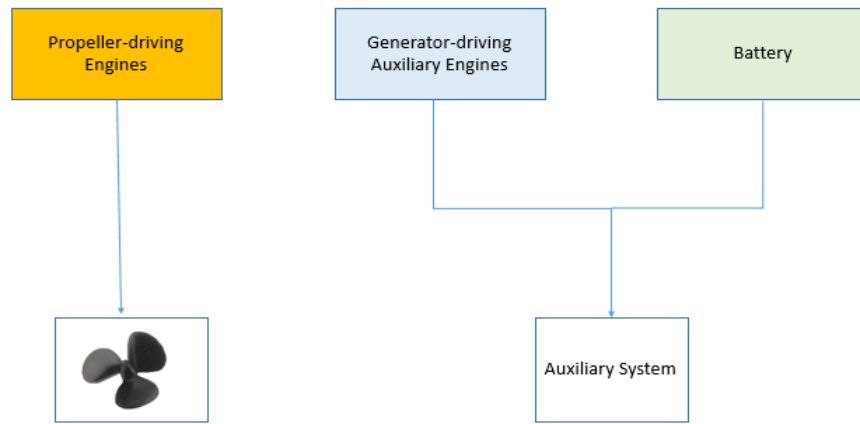 Propeller-driving
Engines
Generator-driving
Auxiliary Engines
Battery
Auxiliary System